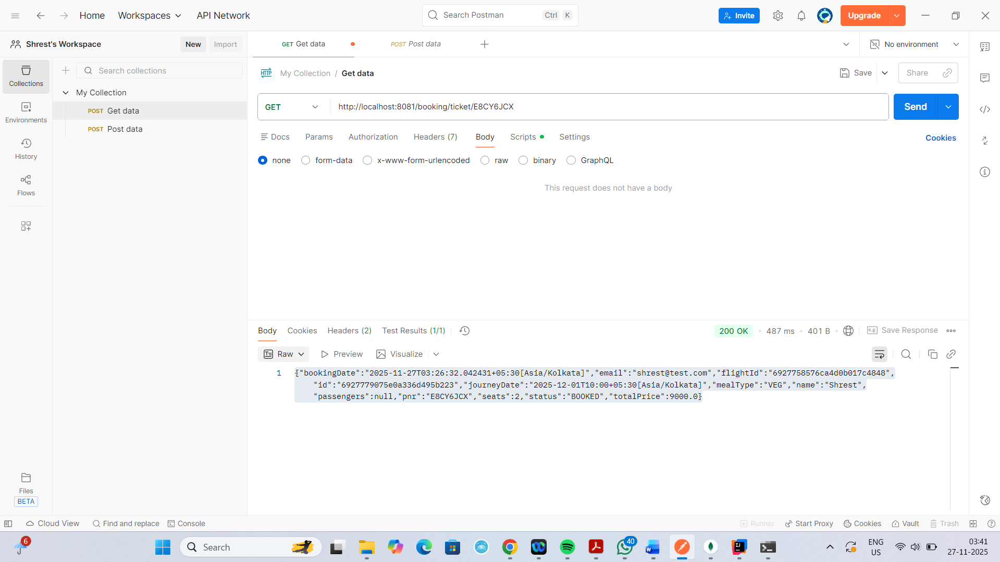 Home
Workspaces
API Network
Search Postman
Ctrl
K
Invite
Upgrade
Shrest's Workspace
New
Import
GET Get data
POST Post data
No environment
Collections
Environments
History
Flows
Files
BETA
Search collections
My Collection
POST Get data
POST Post data
HTTP
My Collection / Get data
Save
Share
GET
http://localhost:8081/booking/ticket/E8CY6JCX
Send
Docs
Params
Authorization
Headers (7)
Body
Scripts
Settings
Cookies
none
form-data
x-www-form-urlencoded
raw
binary
GraphQL
This request does not have a body
Body
Cookies
Headers (2)
Test Results (1/1)
200 OK
487 ms
401 B
e.g.
Save Response
Raw
Preview
Visualize
1
{"bookingDate":"2025-11-27T03:26:32.042431+05:30[Asia/Kolkata]","email":"shrest@test.com","flightId":"6927758576ca4d0b017c4848",
"id":"6927779075e0a336d495b223","journeyDate":"2025-12-01T10:00+05:30[Asia/Kolkata]","mealType":"VEG","name":"Shrest",
"passengers":null,"pnr":"E8CY6JCX","seats":2,"status":"BOOKED","totalPrice":9000.0}
Cloud View
Find and replace
Console
Runner
Start Proxy
Cookies
Vault
Trash
6
Search
40
ENG
US
03:41
27-11-2025